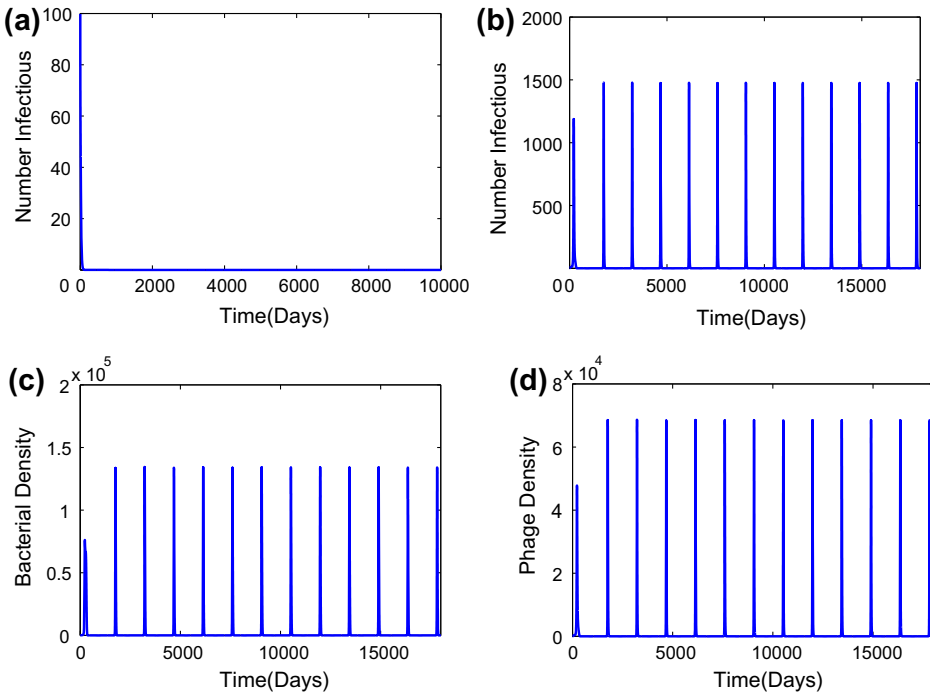 (a)
Number Infectious
100
80
60
40
20
0
0
2000
4000
6000
8000
10000
Time(Days)
(b)
Number Infectious
2000
1500
1000
500
0
0
5000
10000
15000
Time(Days)
(c)
Bacterial Density
x 10^5
2
1.5
1
0.5
0
0
5000
10000
15000
Time(Days)
(d)
Phage Density
x 10^4
8
6
4
2
0
0
5000
10000
15000
Time(Days)